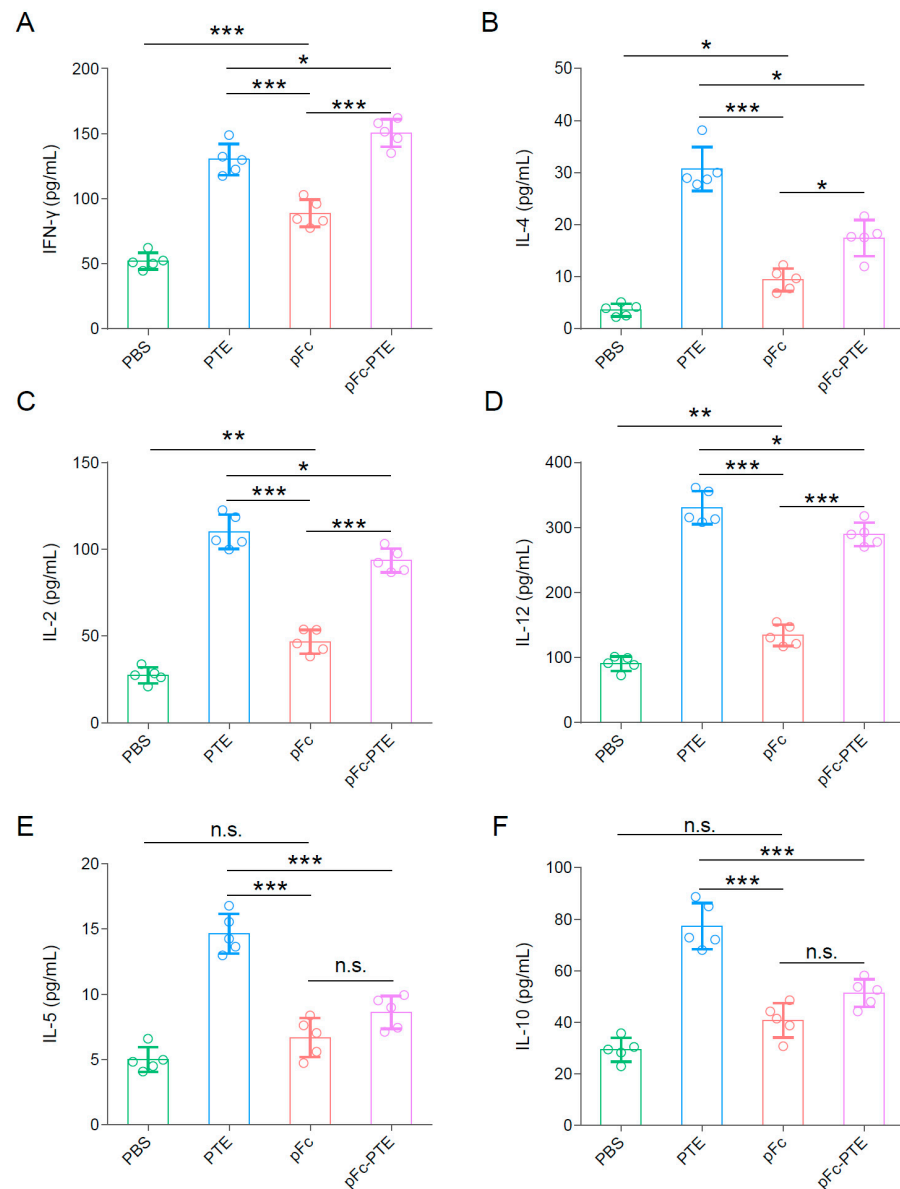 A
***
*
***
***
IFN-γ (pg/mL)
200
150
100
50
0
PBS
PTE
pFc
pFc-PTE
B
*
*
***
*
IL-4 (pg/mL)
50
40
30
20
10
0
PBS
PTE
pFc
pFc-PTE
C
**
*
***
***
IL-2 (pg/mL)
150
100
50
0
PBS
PTE
pFc
pFc-PTE
D
**
*
***
***
IL-12 (pg/mL)
400
300
200
100
0
PBS
PTE
pFc
pFc-PTE
E
n.s.
***
***
n.s.
IL-5 (pg/mL)
20
15
10
5
0
PBS
PTE
pFc
pFc-PTE
F
n.s.
***
***
n.s.
IL-10 (pg/mL)
100
80
60
40
20
0
PBS
PTE
pFc
pFc-PTE